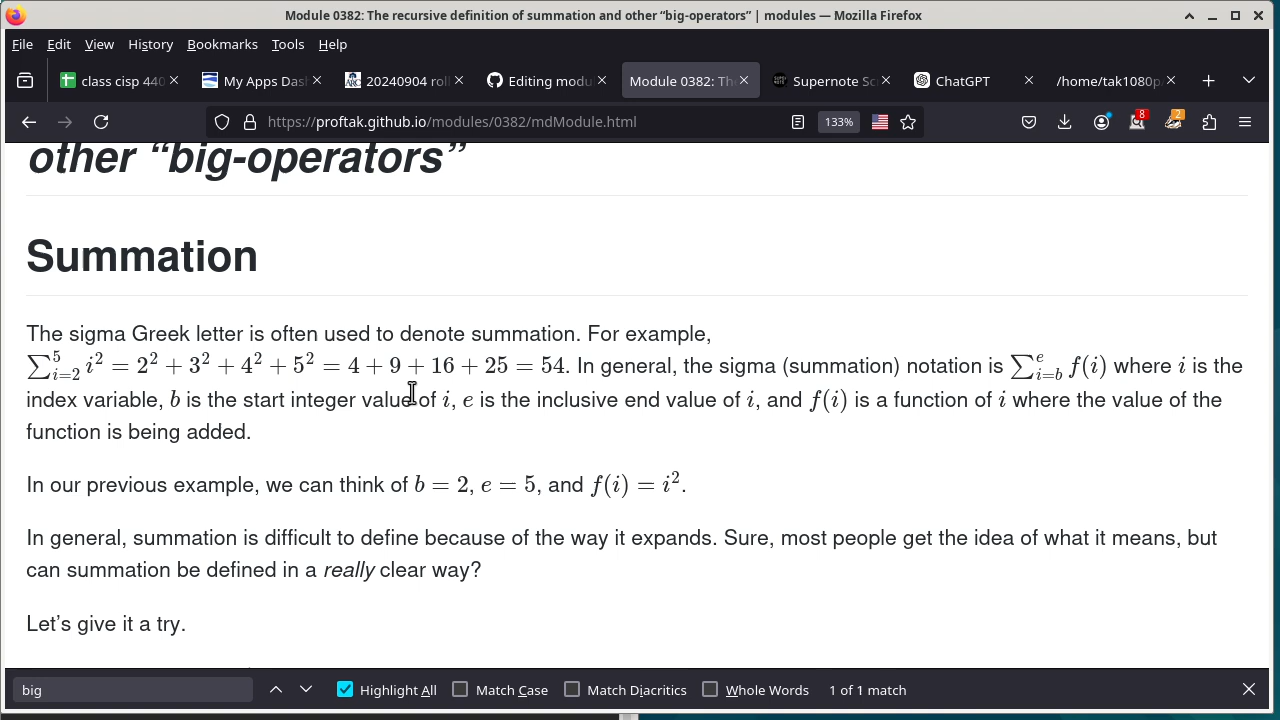 Module 0382: The recursive definition of summation and other “big-operators” | modules — Mozilla Firefox
File Edit View History Bookmarks Tools Help
class cisp 440 My Apps Das 20240904 roll Editing modu Module 0382: The Supernote Sc ChatGPT /home/tak1080p
https://proftak.github.io/modules/0382/mdModule.html 133% 8 2
other “big-operators”
Summation
The sigma Greek letter is often used to denote summation. For example,
∑_{i=2}^{5} i² = 2² + 3² + 4² + 5² = 4 + 9 + 16 + 25 = 54. In general, the sigma (summation) notation is ∑_{i=b}^{e} f(i) where i is the
index variable, b is the start integer value of i, e is the inclusive end value of i, and f(i) is a function of i where the value of the
function is being added.
In our previous example, we can think of b = 2, e = 5, and f(i) = i².
In general, summation is difficult to define because of the way it expands. Sure, most people get the idea of what it means, but
can summation be defined in a really clear way?
Let’s give it a try.
big Highlight All Match Case Match Diacritics Whole Words 1 of 1 match